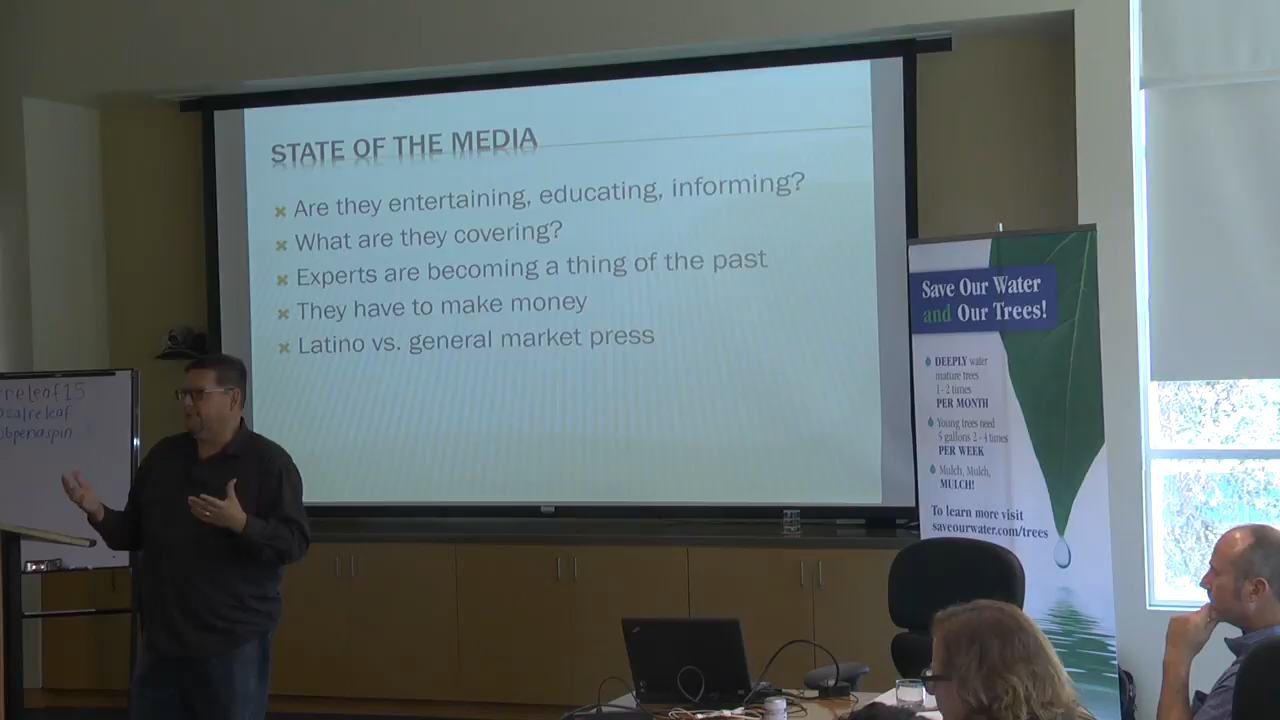 STATE OF THE MEDIA
Are they entertaining, educating, informing?
What are they covering?
Experts are becoming a thing of the past
They have to make money
Latino vs. general market press
releaf15
salreleaf
bpenaspin
Save Our Water
and Our Trees!
DEEPLY water
mature trees
1-2 times
PER MONTH
Young trees need
5 gallons 2-4 times
PER WEEK
Mulch, Mulch,
MULCH!
To learn more visit
saveourwater.com/trees